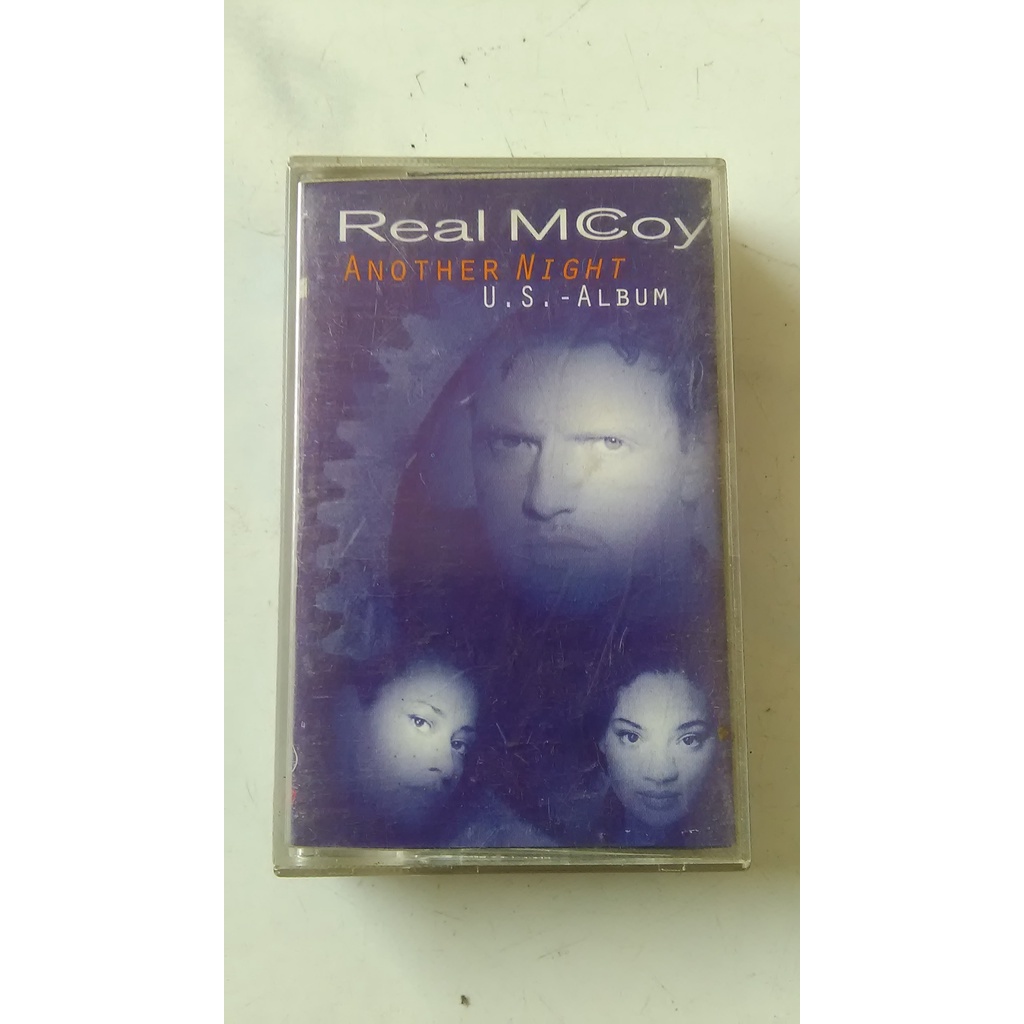 Real McCoy
ANOTHER NIGHT
U.S.-ALBUM